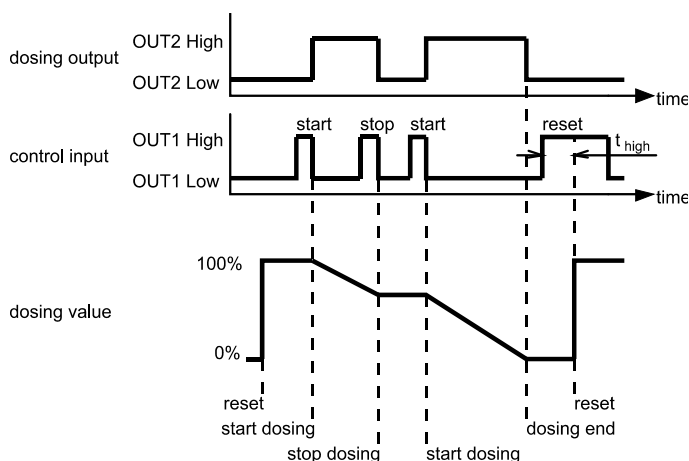 OUT2 High
dosing output
OUT2 Low
time
start stop start reset
OUT1 High
t high
control input
OUT1 Low
time
100%
dosing value
0%
reset reset
start dosing dosing end
stop dosing start dosing